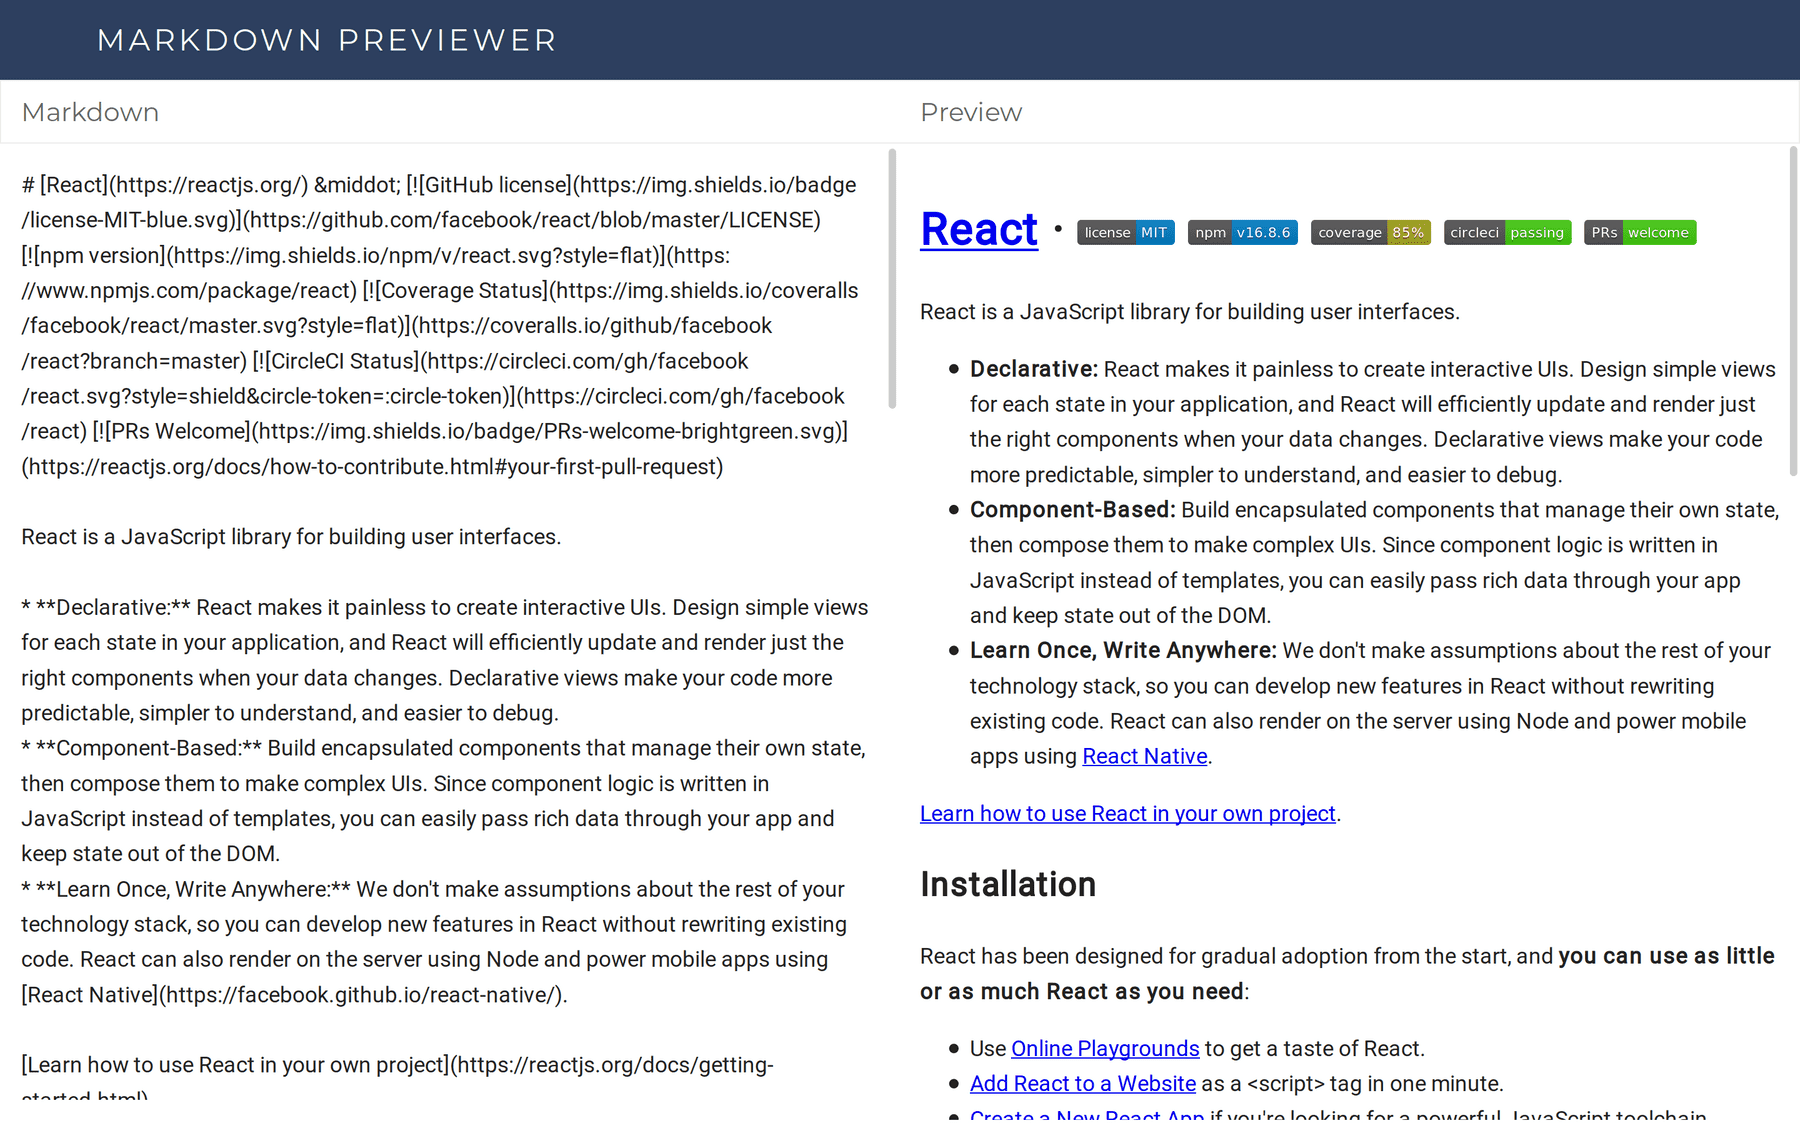 MARKDOWN PREVIEWER
Markdown
# [React](https://reactjs.org/) &middot; [![GitHub license](https://img.shields.io/badge
/license-MIT-blue.svg)](https://github.com/facebook/react/blob/master/LICENSE)
[![npm version](https://img.shields.io/npm/v/react.svg?style=flat)](https:
//www.npmjs.com/package/react) [![Coverage Status](https://img.shields.io/coveralls
/facebook/react/master.svg?style=flat)](https://coveralls.io/github/facebook
/react?branch=master) [![CircleCI Status](https://circleci.com/gh/facebook
/react.svg?style=shield&circle-token=:circle-token)](https://circleci.com/gh/facebook
/react) [![PRs Welcome](https://img.shields.io/badge/PRs-welcome-brightgreen.svg)]
(https://reactjs.org/docs/how-to-contribute.html#your-first-pull-request)
React is a JavaScript library for building user interfaces.
* **Declarative:** React makes it painless to create interactive UIs. Design simple views
for each state in your application, and React will efficiently update and render just the
right components when your data changes. Declarative views make your code more
predictable, simpler to understand, and easier to debug.
* **Component-Based:** Build encapsulated components that manage their own state,
then compose them to make complex UIs. Since component logic is written in
JavaScript instead of templates, you can easily pass rich data through your app and
keep state out of the DOM.
* **Learn Once, Write Anywhere:** We don't make assumptions about the rest of your
technology stack, so you can develop new features in React without rewriting existing
code. React can also render on the server using Node and power mobile apps using
[React Native](https://facebook.github.io/react-native/).
[Learn how to use React in your own project](https://reactjs.org/docs/getting-
started.html)
Preview
React · license MIT npm v16.8.6 coverage 85% circleci passing PRs welcome
React is a JavaScript library for building user interfaces.
• Declarative: React makes it painless to create interactive UIs. Design simple views
for each state in your application, and React will efficiently update and render just
the right components when your data changes. Declarative views make your code
more predictable, simpler to understand, and easier to debug.
• Component-Based: Build encapsulated components that manage their own state,
then compose them to make complex UIs. Since component logic is written in
JavaScript instead of templates, you can easily pass rich data through your app
and keep state out of the DOM.
• Learn Once, Write Anywhere: We don't make assumptions about the rest of your
technology stack, so you can develop new features in React without rewriting
existing code. React can also render on the server using Node and power mobile
apps using React Native.
Learn how to use React in your own project.
Installation
React has been designed for gradual adoption from the start, and you can use as little
or as much React as you need:
• Use Online Playgrounds to get a taste of React.
• Add React to a Website as a <script> tag in one minute.
• Create a New React App if you're looking for a powerful JavaScript toolchain